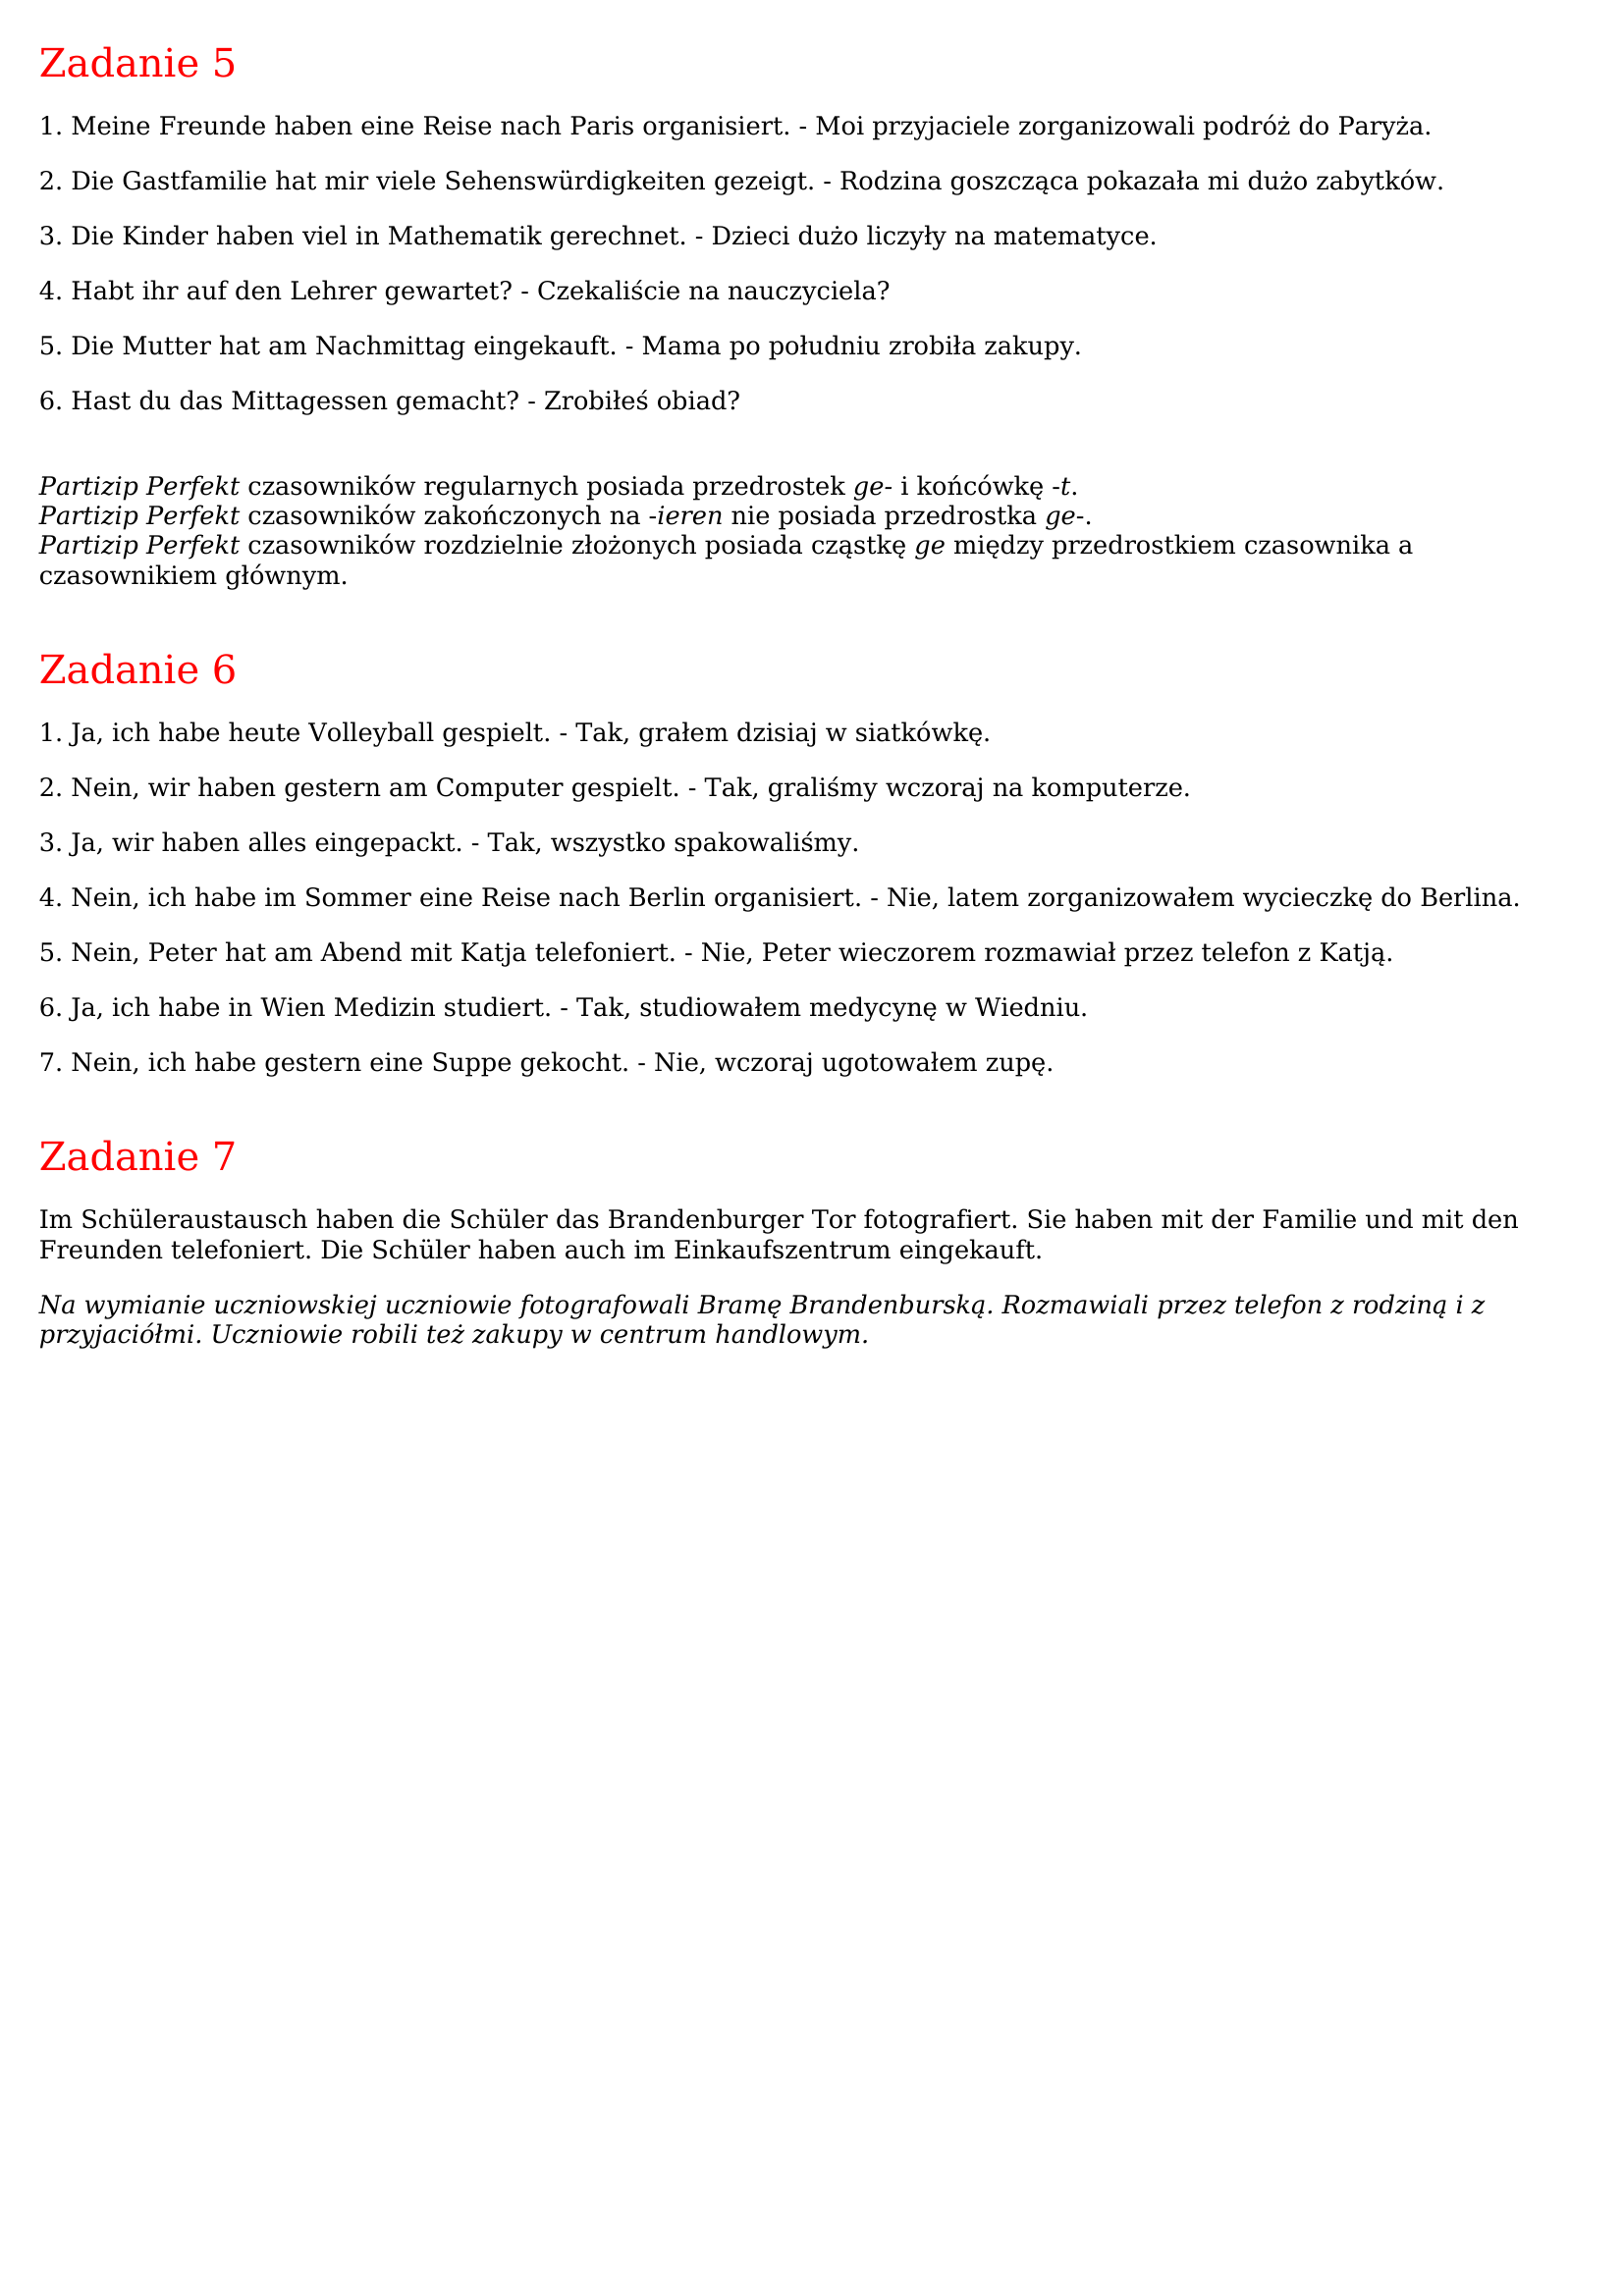 Zadanie 5
1. Meine Freunde haben eine Reise nach Paris organisiert. - Moi przyjaciele zorganizowali podróż do Paryża.
2. Die Gastfamilie hat mir viele Sehenswürdigkeiten gezeigt. - Rodzina goszcząca pokazała mi dużo zabytków.
3. Die Kinder haben viel in Mathematik gerechnet. - Dzieci dużo liczyły na matematyce.
4. Habt ihr auf den Lehrer gewartet? - Czekaliście na nauczyciela?
5. Die Mutter hat am Nachmittag eingekauft. - Mama po południu zrobiła zakupy.
6. Hast du das Mittagessen gemacht? - Zrobiłeś obiad?
Partizip Perfekt czasowników regularnych posiada przedrostek ge- i końcówkę -t.
Partizip Perfekt czasowników zakończonych na -ieren nie posiada przedrostka ge-.
Partizip Perfekt czasowników rozdzielnie złożonych posiada cząstkę ge między przedrostkiem czasownika a
czasownikiem głównym.
Zadanie 6
1. Ja, ich habe heute Volleyball gespielt. - Tak, grałem dzisiaj w siatkówkę.
2. Nein, wir haben gestern am Computer gespielt. - Tak, graliśmy wczoraj na komputerze.
3. Ja, wir haben alles eingepackt. - Tak, wszystko spakowaliśmy.
4. Nein, ich habe im Sommer eine Reise nach Berlin organisiert. - Nie, latem zorganizowałem wycieczkę do Berlina.
5. Nein, Peter hat am Abend mit Katja telefoniert. - Nie, Peter wieczorem rozmawiał przez telefon z Katją.
6. Ja, ich habe in Wien Medizin studiert. - Tak, studiowałem medycynę w Wiedniu.
7. Nein, ich habe gestern eine Suppe gekocht. - Nie, wczoraj ugotowałem zupę.
Zadanie 7
Im Schüleraustausch haben die Schüler das Brandenburger Tor fotografiert. Sie haben mit der Familie und mit den
Freunden telefoniert. Die Schüler haben auch im Einkaufszentrum eingekauft.
Na wymianie uczniowskiej uczniowie fotografowali Bramę Brandenburską. Rozmawiali przez telefon z rodziną i z
przyjaciółmi. Uczniowie robili też zakupy w centrum handlowym.